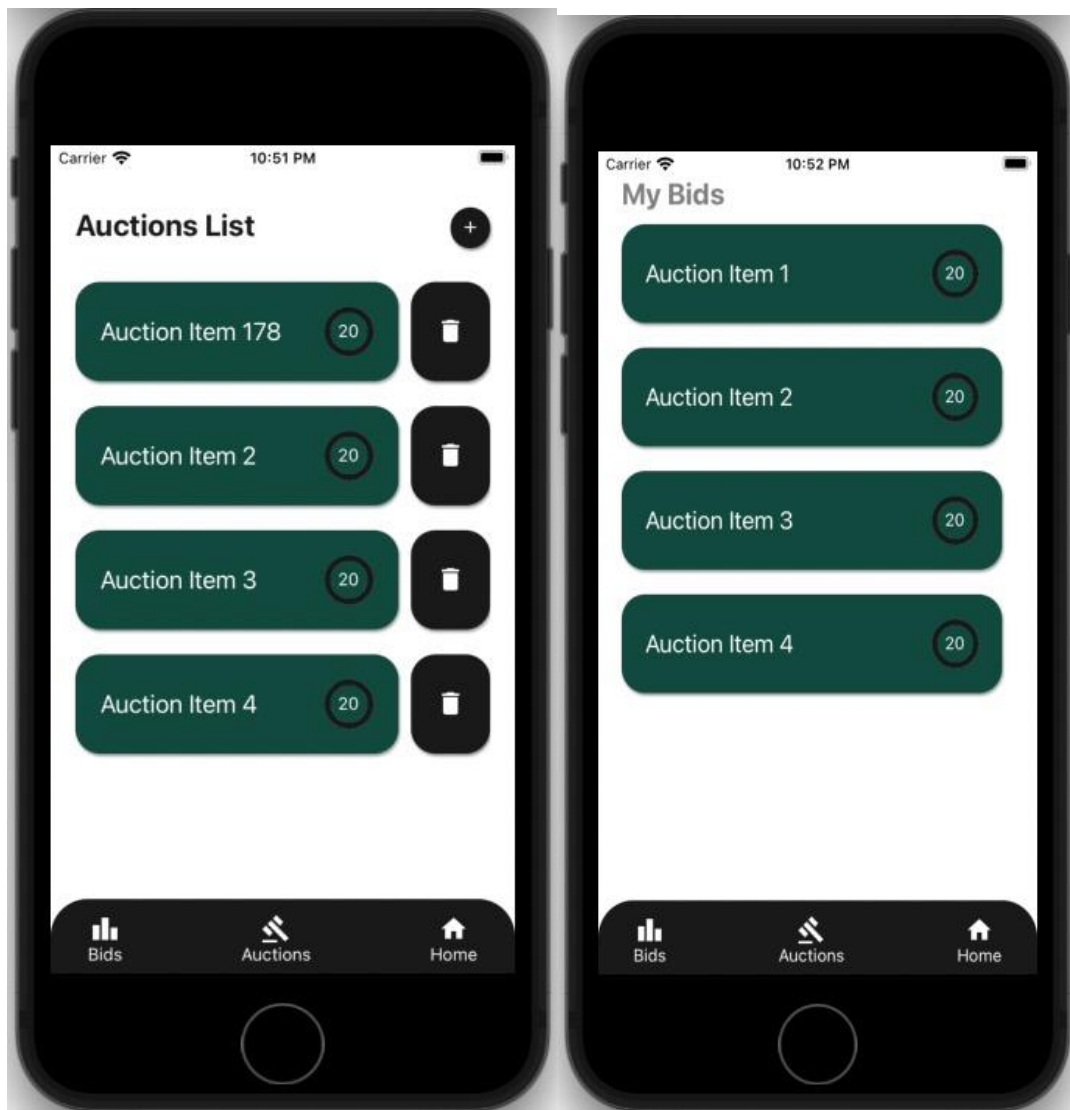 Carrier 10:51 PM
Auctions List +
Auction Item 178 20
Auction Item 2 20
Auction Item 3 20
Auction Item 4 20
Bids Auctions Home
Carrier 10:52 PM
My Bids
Auction Item 1 20
Auction Item 2 20
Auction Item 3 20
Auction Item 4 20
Bids Auctions Home